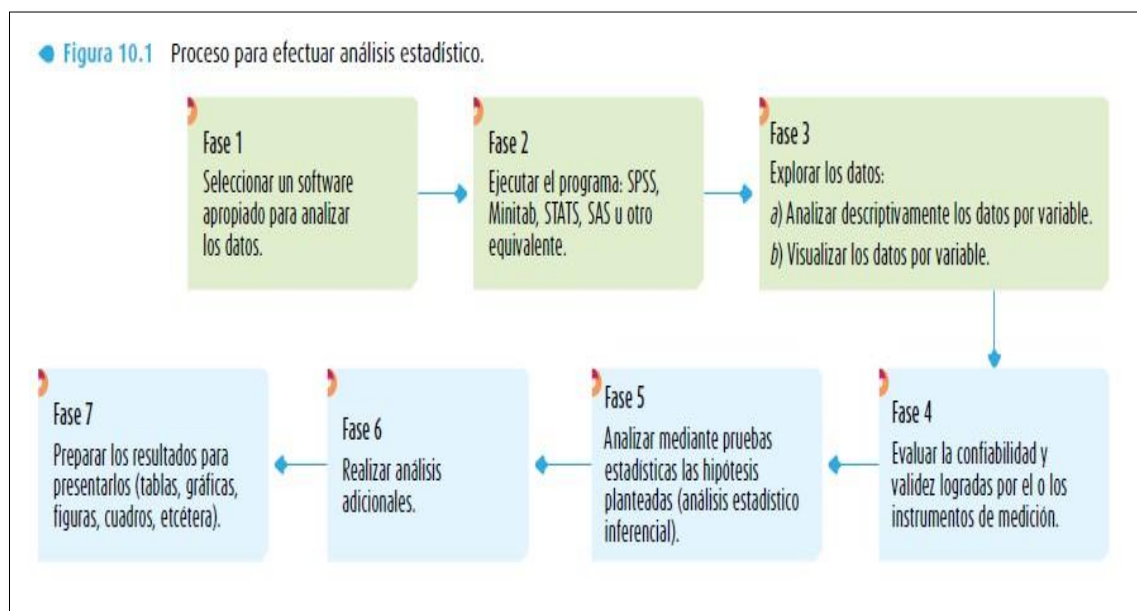 Figura 10.1 Proceso para efectuar análisis estadístico.
Fase 1
Seleccionar un software
apropiado para analizar
los datos.
Fase 2
Ejecutar el programa: SPSS,
Minitab, STATS, SAS u otro
equivalente.
Fase 3
Explorar los datos:
a) Analizar descriptivamente los datos por variable.
b) Visualizar los datos por variable.
Fase 4
Evaluar la confiabilidad y
validez logradas por el o los
instrumentos de medición.
Fase 5
Analizar mediante pruebas
estadísticas las hipótesis
planteadas (análisis estadístico
inferencial).
Fase 6
Realizar análisis
adicionales.
Fase 7
Preparar los resultados para
presentarlos (tablas, gráficas,
figuras, cuadros, etcétera).